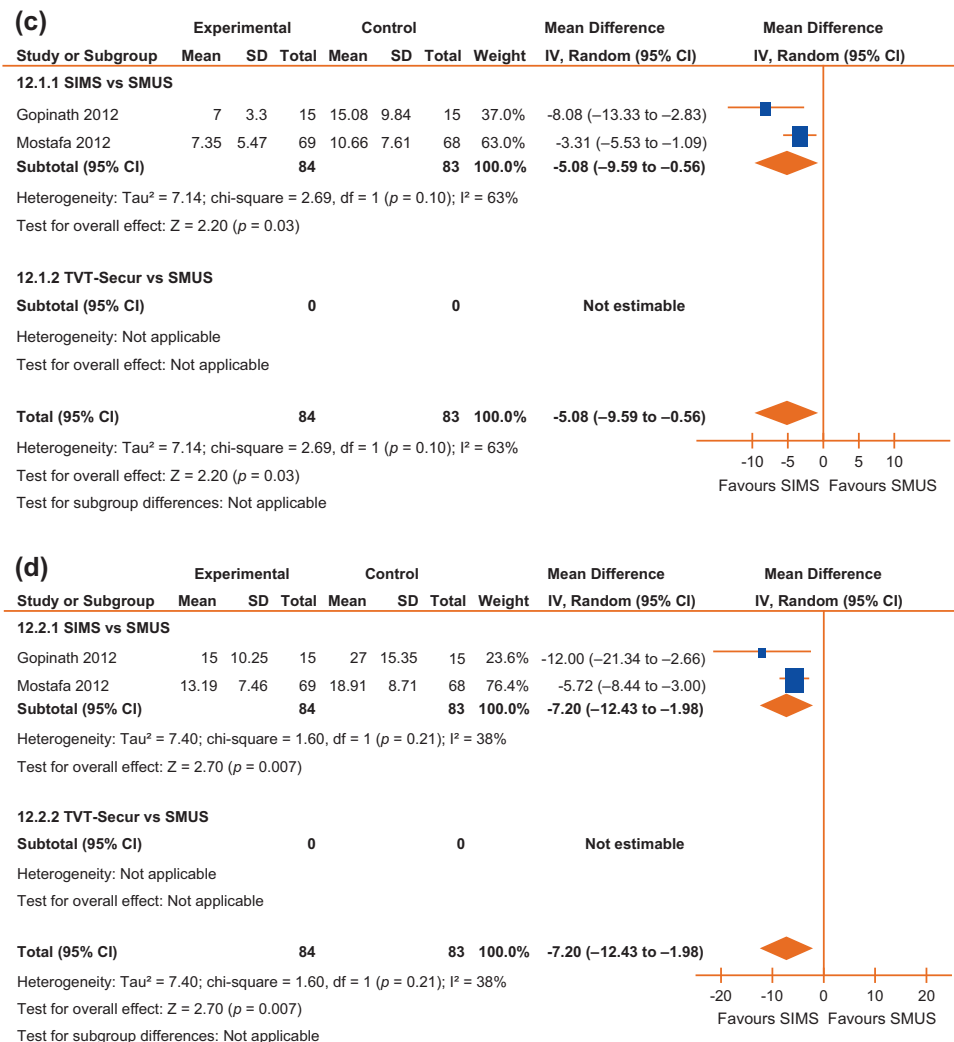 (c)
Experimental Control Mean Difference Mean Difference
Study or Subgroup Mean SD Total Mean SD Total Weight IV, Random (95% CI) IV, Random (95% CI)
12.1.1 SIMS vs SMUS
Gopinath 2012 7 3.3 15 15.08 9.84 15 37.0% -8.08 (−13.33 to −2.83)
Mostafa 2012 7.35 5.47 69 10.66 7.61 68 63.0% -3.31 (−5.53 to −1.09)
Subtotal (95% CI) 84 83 100.0% -5.08 (−9.59 to −0.56)
Heterogeneity: Tau² = 7.14; chi-square = 2.69, df = 1 (p = 0.10); I² = 63%
Test for overall effect: Z = 2.20 (p = 0.03)
12.1.2 TVT-Secur vs SMUS
Subtotal (95% CI) 0 0 Not estimable
Heterogeneity: Not applicable
Test for overall effect: Not applicable
Total (95% CI) 84 83 100.0% -5.08 (−9.59 to −0.56)
Heterogeneity: Tau² = 7.14; chi-square = 2.69, df = 1 (p = 0.10); I² = 63%
Test for overall effect: Z = 2.20 (p = 0.03)
Test for subgroup differences: Not applicable
-10 -5 0 5 10
Favours SIMS Favours SMUS
(d)
Experimental Control Mean Difference Mean Difference
Study or Subgroup Mean SD Total Mean SD Total Weight IV, Random (95% CI) IV, Random (95% CI)
12.2.1 SIMS vs SMUS
Gopinath 2012 15 10.25 15 27 15.35 15 23.6% -12.00 (−21.34 to −2.66)
Mostafa 2012 13.19 7.46 69 18.91 8.71 68 76.4% -5.72 (−8.44 to −3.00)
Subtotal (95% CI) 84 83 100.0% -7.20 (−12.43 to −1.98)
Heterogeneity: Tau² = 7.40; chi-square = 1.60, df = 1 (p = 0.21); I² = 38%
Test for overall effect: Z = 2.70 (p = 0.007)
12.2.2 TVT-Secur vs SMUS
Subtotal (95% CI) 0 0 Not estimable
Heterogeneity: Not applicable
Test for overall effect: Not applicable
Total (95% CI) 84 83 100.0% -7.20 (−12.43 to −1.98)
Heterogeneity: Tau² = 7.40; chi-square = 1.60, df = 1 (p = 0.21); I² = 38%
Test for overall effect: Z = 2.70 (p = 0.007)
Test for subgroup differences: Not applicable
-20 -10 0 10 20
Favours SIMS Favours SMUS